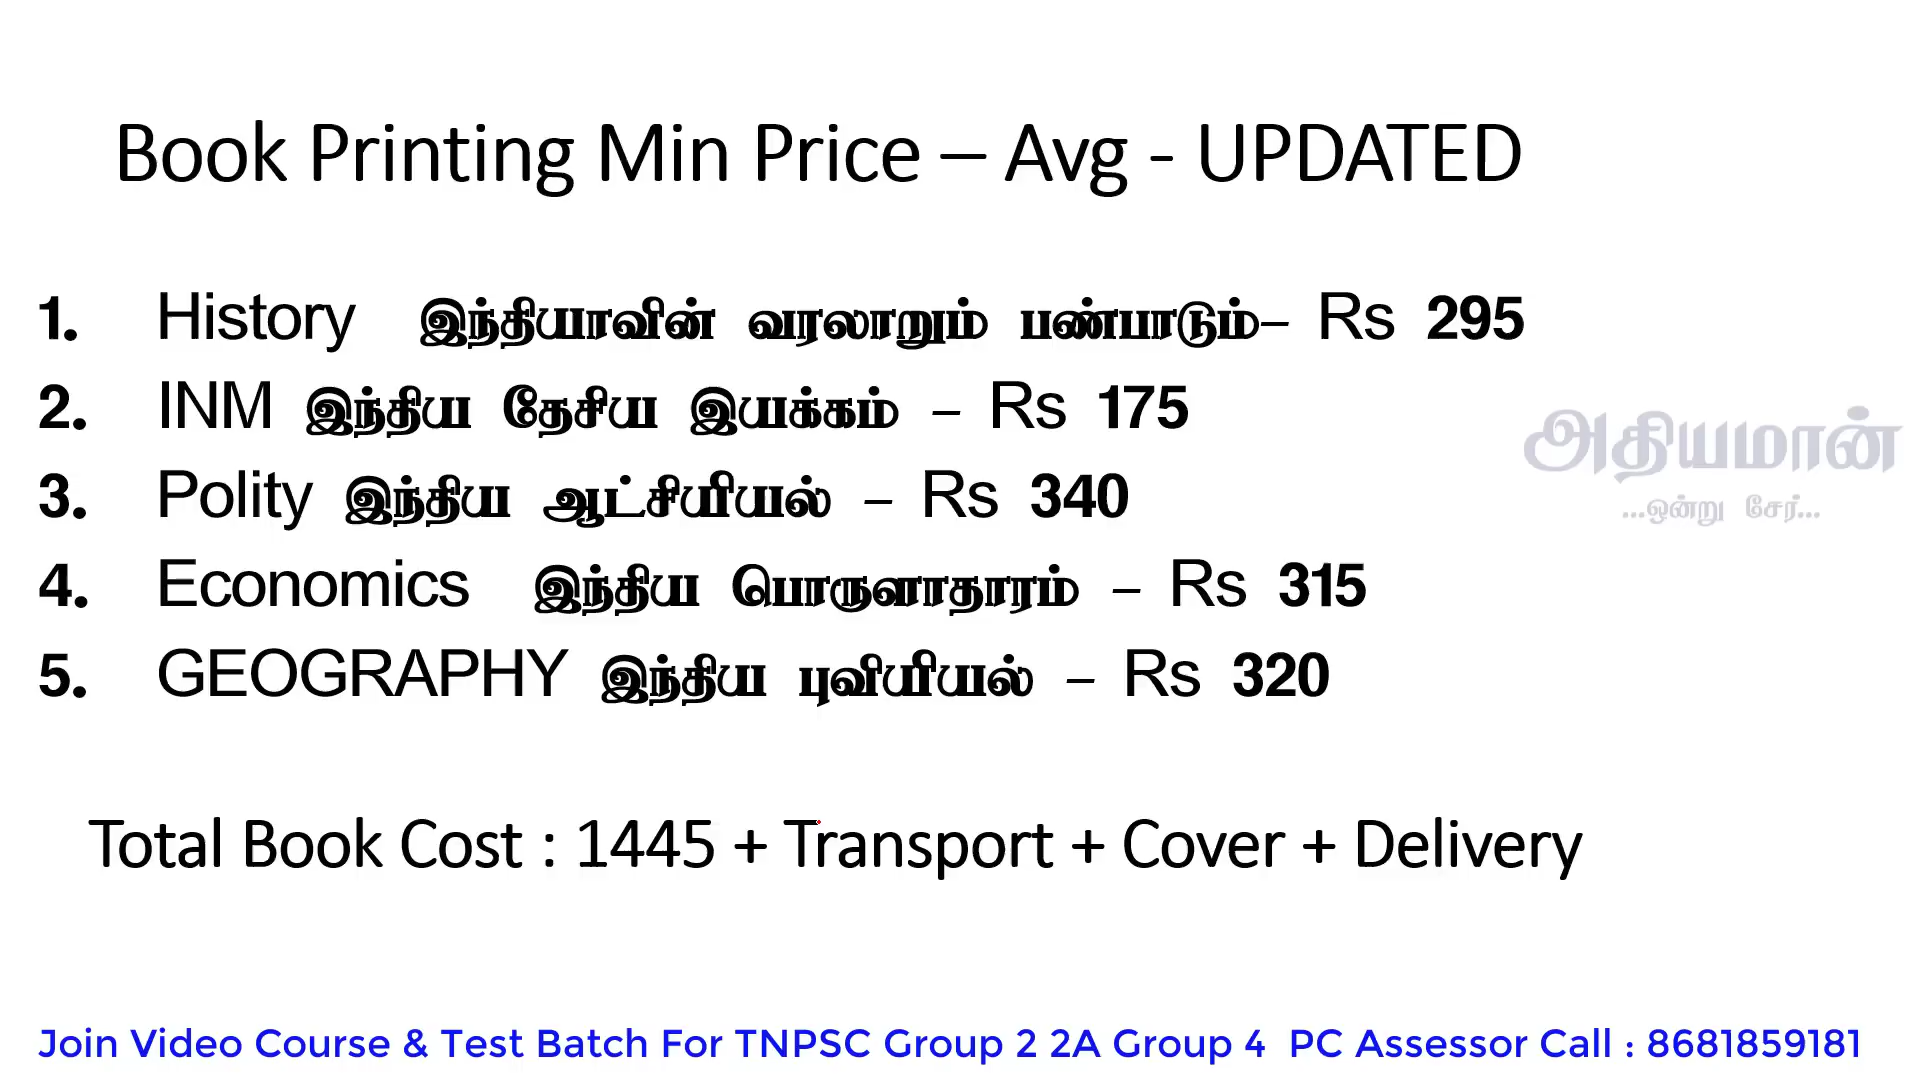 Book Printing Min Price – Avg - UPDATED
1. History இந்தியாவின் வரலாறும் பண்பாடும்– Rs 295
2. INM இந்திய தேசிய இயக்கம் – Rs 175
3. Polity இந்திய ஆட்சியியல் – Rs 340
அதியமான்
...ஒன்று சேர்...
4. Economics இந்திய பொருளாதாரம் – Rs 315
5. GEOGRAPHY இந்திய புவியியல் – Rs 320
Total Book Cost : 1445 + Transport + Cover + Delivery
Join Video Course & Test Batch For TNPSC Group 2 2A Group 4 PC Assessor Call : 8681859181